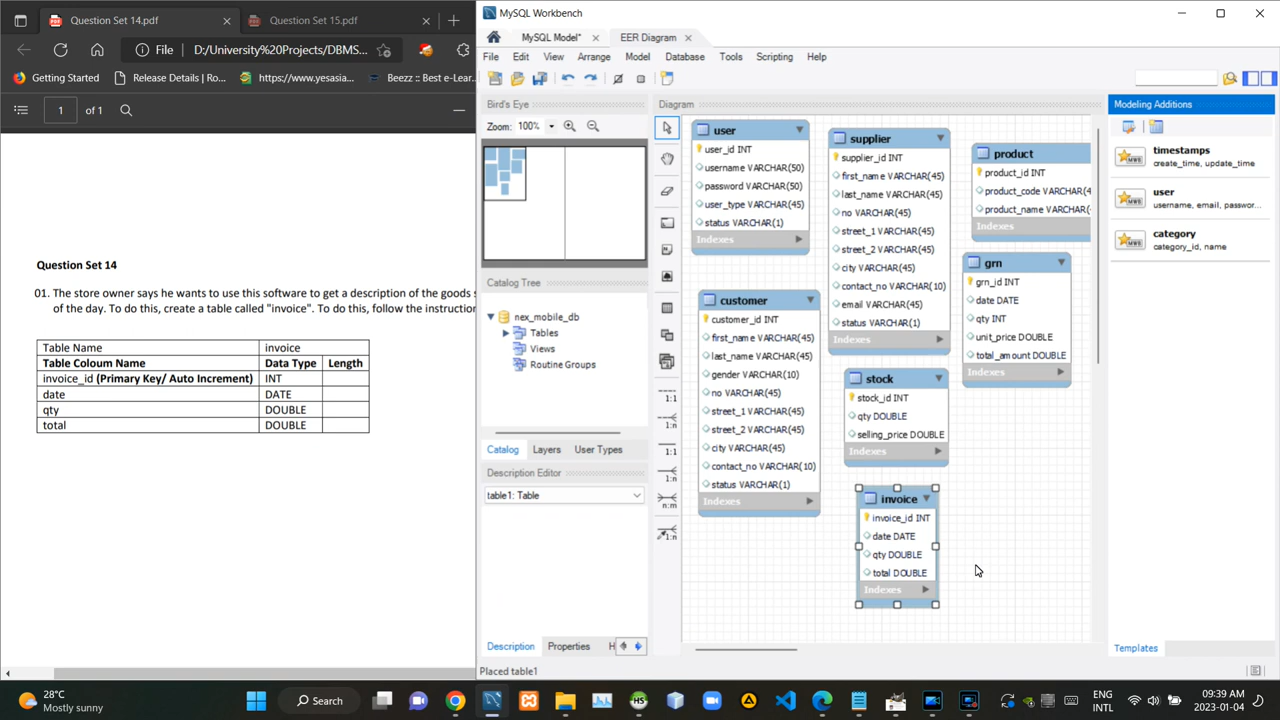 Question Set 14.pdf
Question Set 15.pdf
File
D:/University%20Projects/DBMS...
Getting Started
Release Details | Ro...
https://www.yesasia...
Beezz :: Best e-Lear...
1
of 1
Question Set 14
01. The store owner says he wants to use this software to get a description of the goods s
of the day. To do this, create a table called "invoice". To do this, follow the instruction
Table Name invoice
Table Coloum Name Data Type Length
invoice_id (Primary Key/ Auto Increment) INT
date DATE
qty DOUBLE
total DOUBLE
MySQL Workbench
MySQL Model*
EER Diagram
File Edit View Arrange Model Database Tools Scripting Help
Bird's Eye
Zoom: 100%
Catalog Tree
nex_mobile_db
Tables
Views
Routine Groups
Catalog Layers User Types
Description Editor
table1: Table
Description Properties H
Placed table1
Diagram
1:1
1:n
1:1
1:n
n:m
1:n
user
user_id INT
username VARCHAR(50)
password VARCHAR(50)
user_type VARCHAR(45)
status VARCHAR(1)
Indexes
supplier
supplier_id INT
first_name VARCHAR(45)
last_name VARCHAR(45)
no VARCHAR(45)
street_1 VARCHAR(45)
street_2 VARCHAR(45)
city VARCHAR(45)
contact_no VARCHAR(10)
email VARCHAR(45)
status VARCHAR(1)
Indexes
product
product_id INT
product_code VARCHAR(4
product_name VARCHAR(
Indexes
grn
grn_id INT
date DATE
qty INT
unit_price DOUBLE
total_amount DOUBLE
Indexes
customer
customer_id INT
first_name VARCHAR(45)
last_name VARCHAR(45)
gender VARCHAR(10)
no VARCHAR(45)
street_1 VARCHAR(45)
street_2 VARCHAR(45)
city VARCHAR(45)
contact_no VARCHAR(10)
status VARCHAR(1)
Indexes
stock
stock_id INT
qty DOUBLE
selling_price DOUBLE
Indexes
invoice
invoice_id INT
date DATE
qty DOUBLE
total DOUBLE
Indexes
Modeling Additions
timestamps
create_time, update_time
user
username, email, passwor...
category
category_id, name
Templates
28°C
Mostly sunny
Search
ENG
INTL
09:39 AM
2023-01-04